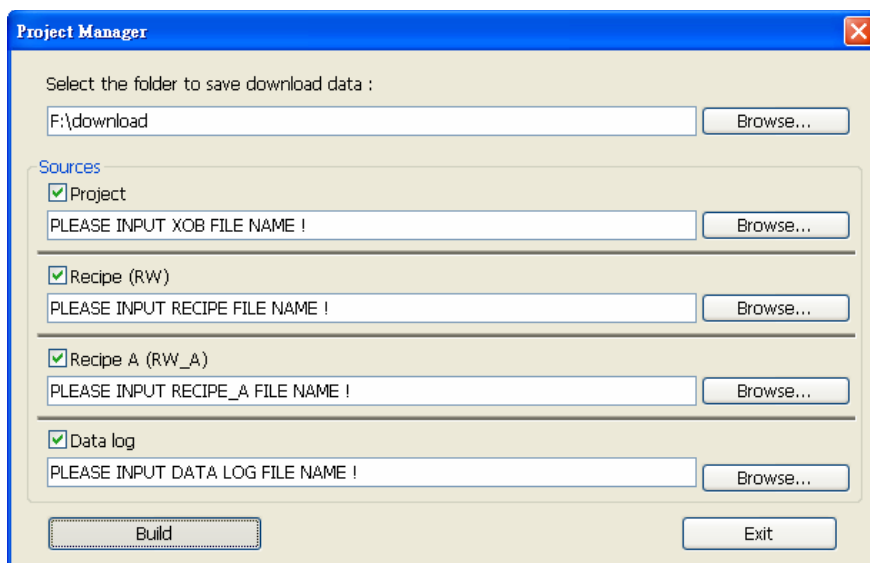 Project Manager
Select the folder to save download data :
F:\download
Browse...
Sources
Project
PLEASE INPUT XOB FILE NAME !
Browse...
Recipe (RW)
PLEASE INPUT RECIPE FILE NAME !
Browse...
Recipe A (RW_A)
PLEASE INPUT RECIPE_A FILE NAME !
Browse...
Data log
PLEASE INPUT DATA LOG FILE NAME !
Browse...
Build
Exit